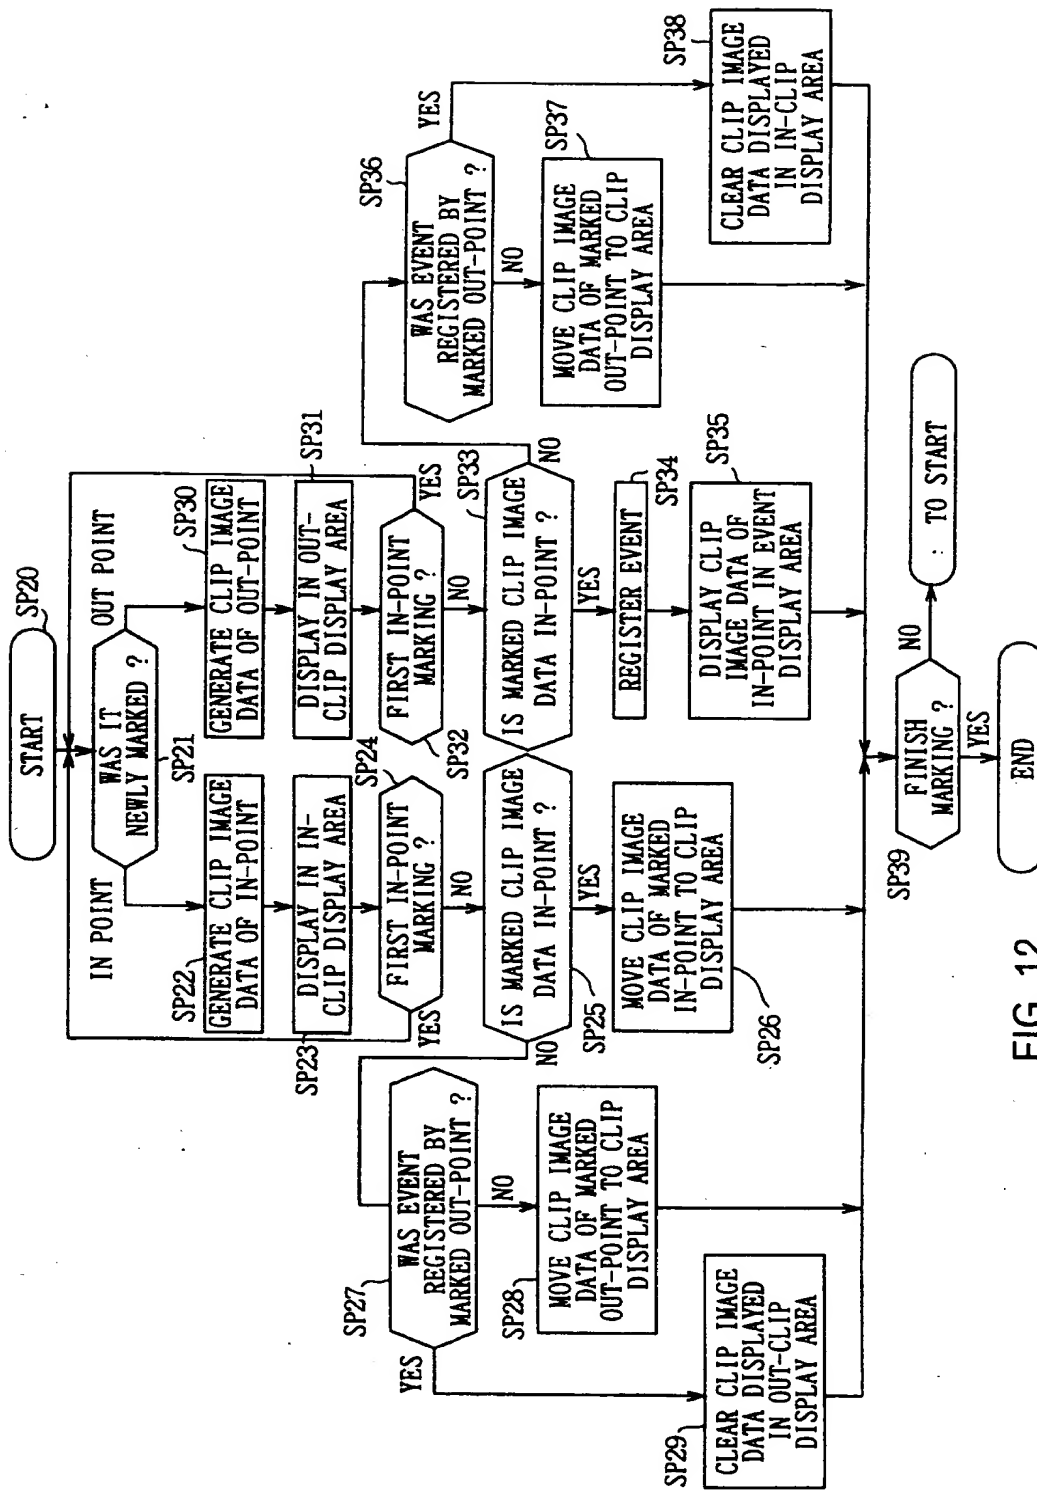 START
SP20
WAS IT
NEWLY MARKED ?
SP21
IN POINT
OUT POINT
SP22
GENERATE CLIP IMAGE
DATA OF IN-POINT
SP23
DISPLAY IN IN-
CLIP DISPLAY AREA
SP24
FIRST IN-POINT
MARKING ?
YES
NO
IS MARKED CLIP IMAGE
DATA IN-POINT ?
SP25
NO
YES
MOVE CLIP IMAGE
DATA OF MARKED
IN-POINT TO CLIP
DISPLAY AREA
SP26
SP27
WAS EVENT
REGISTERED BY
MARKED OUT-POINT ?
YES
NO
SP28
MOVE CLIP IMAGE
DATA OF MARKED
OUT-POINT TO CLIP
DISPLAY AREA
SP29
CLEAR CLIP IMAGE
DATA DISPLAYED
IN OUT-CLIP
DISPLAY AREA
SP30
GENERATE CLIP IMAGE
DATA OF OUT-POINT
SP31
DISPLAY IN OUT-
CLIP DISPLAY AREA
FIRST IN-POINT
MARKING ?
SP32
YES
NO
SP33
IS MARKED CLIP IMAGE
DATA IN-POINT ?
NO
YES
SP34
REGISTER EVENT
SP35
DISPLAY CLIP
IMAGE DATA OF
IN-POINT IN EVENT
DISPLAY AREA
SP36
WAS EVENT
REGISTERED BY
MARKED OUT-POINT ?
YES
NO
SP37
MOVE CLIP IMAGE
DATA OF MARKED
OUT-POINT TO CLIP
DISPLAY AREA
SP38
CLEAR CLIP IMAGE
DATA DISPLAYED
IN IN-CLIP
DISPLAY AREA
SP39
FINISH
MARKING ?
NO
: TO START
YES
END
FIG. 12